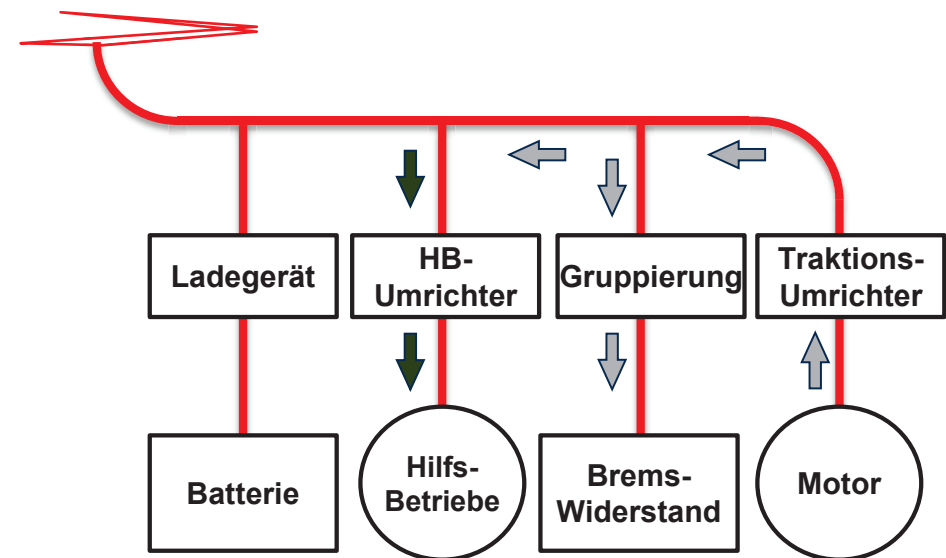 Ladegerät
HB-
Umrichter
Gruppierung
Traktions-
Umrichter
Batterie
Hilfs-
Betriebe
Brems-
Widerstand
Motor